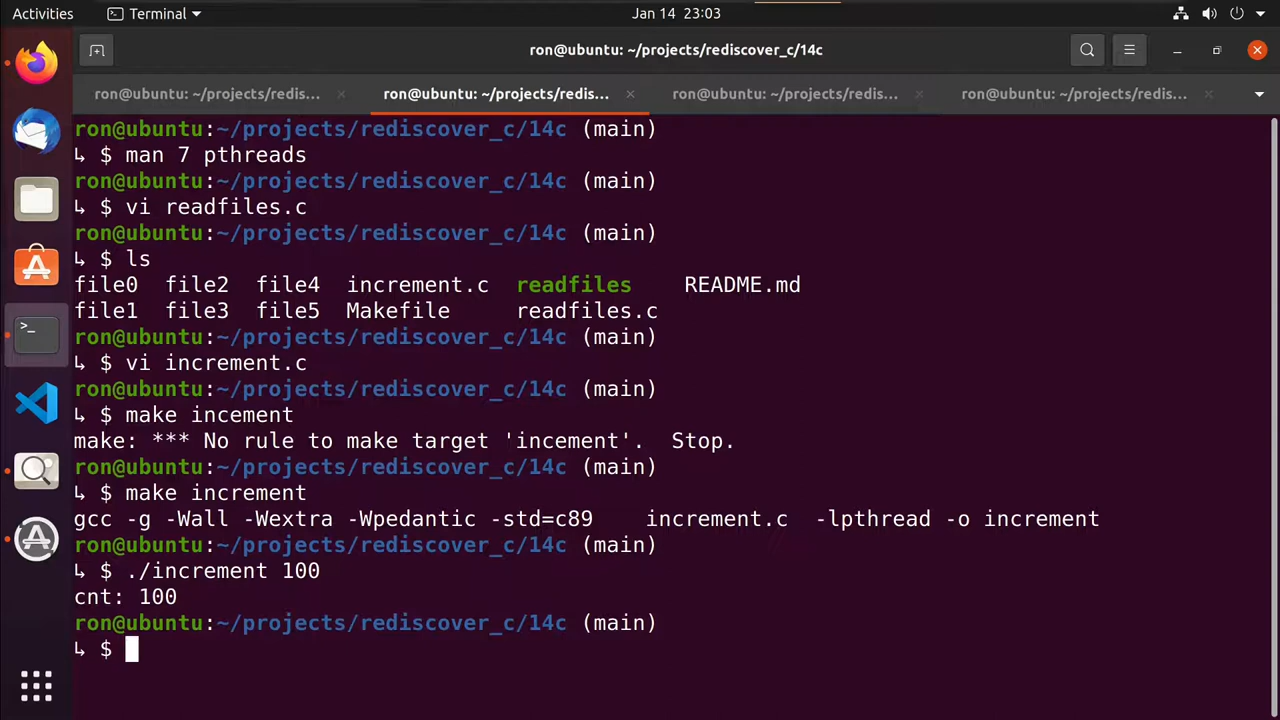 Activities
Terminal
Jan 14 23:03
ron@ubuntu: ~/projects/rediscover_c/14c
ron@ubuntu: ~/projects/redis...
ron@ubuntu: ~/projects/redis...
ron@ubuntu: ~/projects/redis...
ron@ubuntu: ~/projects/redis...
ron@ubuntu:~/projects/rediscover_c/14c (main)
↳ $ man 7 pthreads
ron@ubuntu:~/projects/rediscover_c/14c (main)
↳ $ vi readfiles.c
ron@ubuntu:~/projects/rediscover_c/14c (main)
↳ $ ls
file0  file2  file4  increment.c  readfiles    README.md
file1  file3  file5  Makefile     readfiles.c
ron@ubuntu:~/projects/rediscover_c/14c (main)
↳ $ vi increment.c
ron@ubuntu:~/projects/rediscover_c/14c (main)
↳ $ make incement
make: *** No rule to make target 'incement'.  Stop.
ron@ubuntu:~/projects/rediscover_c/14c (main)
↳ $ make increment
gcc -g -Wall -Wextra -Wpedantic -std=c89    increment.c  -lpthread -o increment
ron@ubuntu:~/projects/rediscover_c/14c (main)
↳ $ ./increment 100
cnt: 100
ron@ubuntu:~/projects/rediscover_c/14c (main)
↳ $